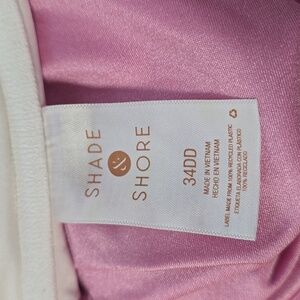 SHADE
&
SHORE
34DD
MADE IN VIETNAM
HECHO EN VIETNAM
LABEL MADE FROM 100% RECYCLED PLASTIC
ETIQUETA ELABORADA CON PLÁSTICO
100% RECICLADO